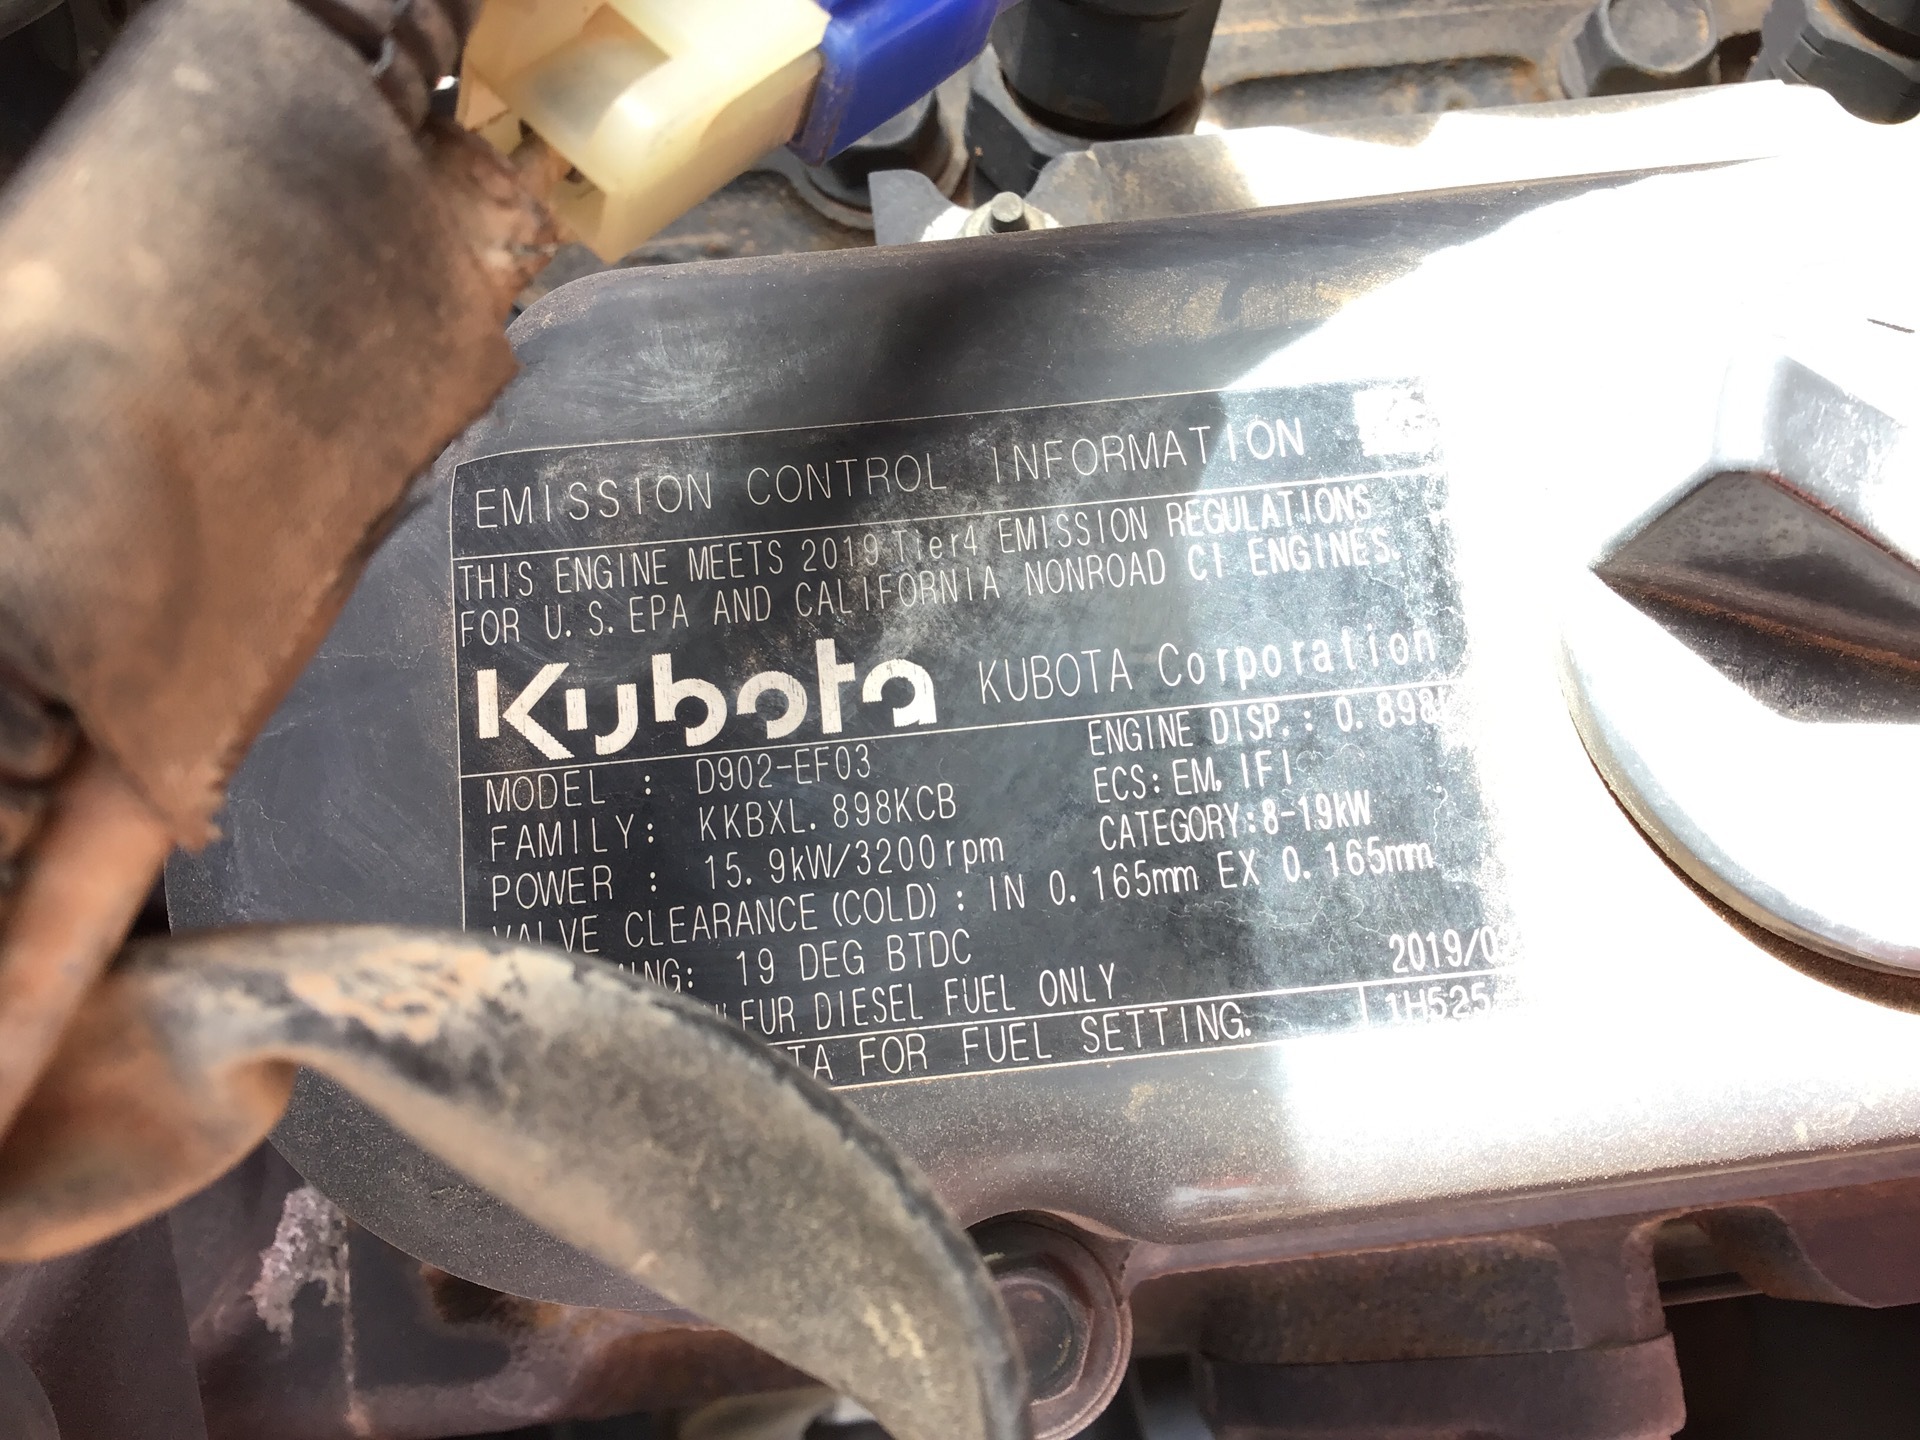 EMISSION CONTROL INFORMATION
THIS ENGINE MEETS 2019 Tier4 EMISSION REGULATIONS
FOR U.S. EPA AND CALIFORNIA NONROAD CI ENGINES.
Kubota KUBOTA Corporation
MODEL : D902-EF03 ENGINE DISP.: 0.898
FAMILY: KKBXL.898KCB ECS: EM, IFI
POWER : 15.9kW/3200rpm CATEGORY:8-19kW
VALVE CLEARANCE (COLD) : IN 0.165mm EX 0.165mm
19 DEG BTDC
DIESEL FUEL ONLY 2019/0
FOR FUEL SETTING. 1H525